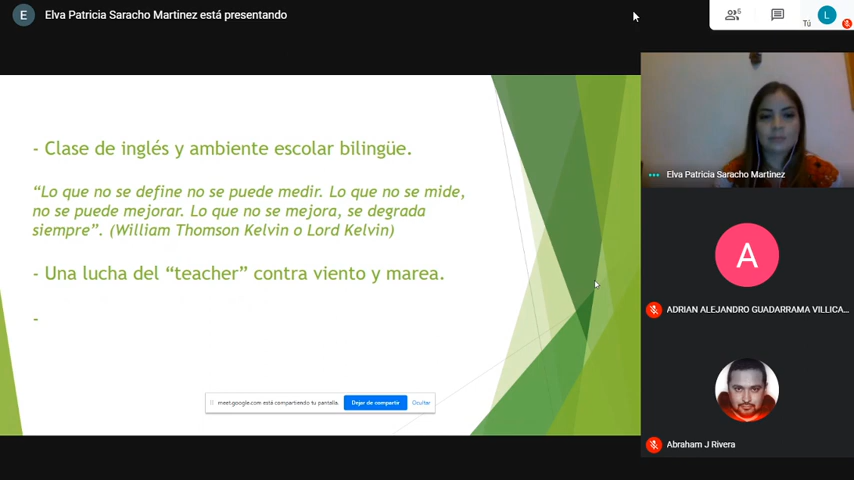 E
Elva Patricia Saracho Martinez está presentando
6
Tú
L
- Clase de inglés y ambiente escolar bilingüe.
“Lo que no se define no se puede medir. Lo que no se mide,
no se puede mejorar. Lo que no se mejora, se degrada
siempre”. (William Thomson Kelvin o Lord Kelvin)
- Una lucha del “teacher” contra viento y marea.
-
meet.google.com está compartiendo tu pantalla.
Dejar de compartir
Ocultar
Elva Patricia Saracho Martinez
A
ADRIAN ALEJANDRO GUADARRAMA VILLICA...
Abraham J Rivera